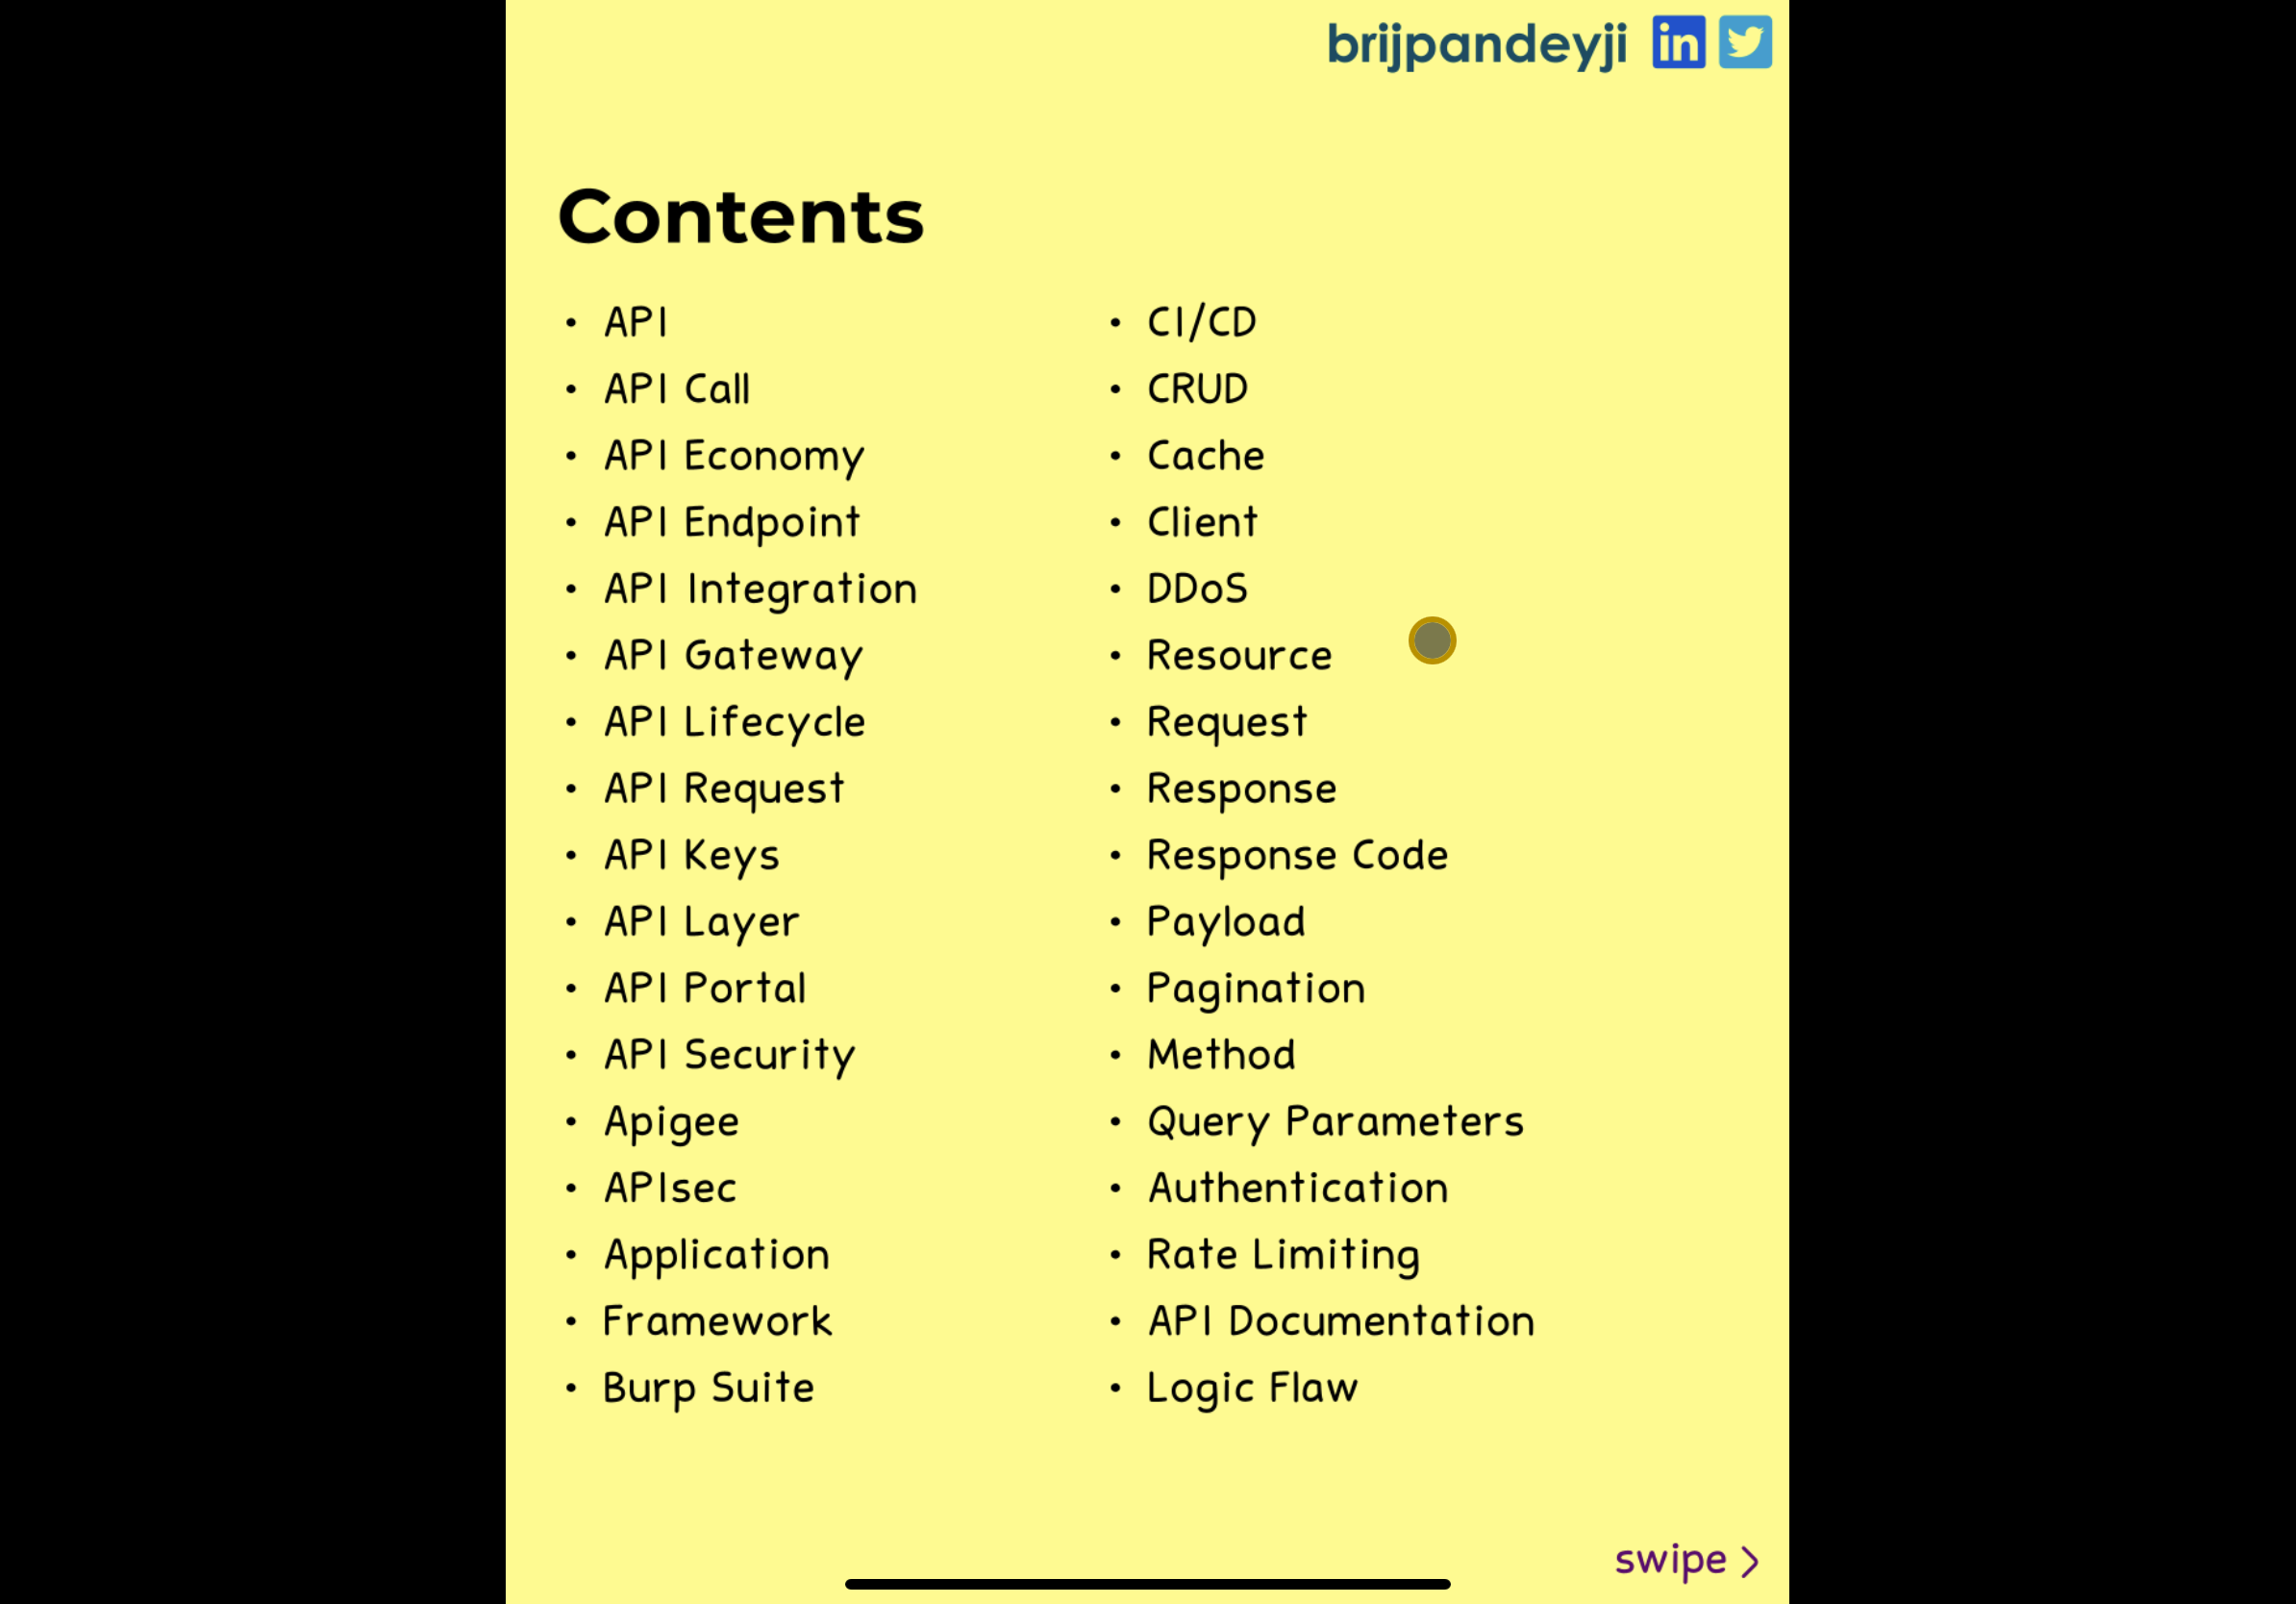 brijpandeyji in
Contents
• API
• API Call
• API Economy
• API Endpoint
• API Integration
• API Gateway
• API Lifecycle
• API Request
• API Keys
• API Layer
• API Portal
• API Security
• Apigee
• APIsec
• Application
• Framework
• Burp Suite
• CI/CD
• CRUD
• Cache
• Client
• DDoS
• Resource
• Request
• Response
• Response Code
• Payload
• Pagination
• Method
• Query Parameters
• Authentication
• Rate Limiting
• API Documentation
• Logic Flaw
swipe >